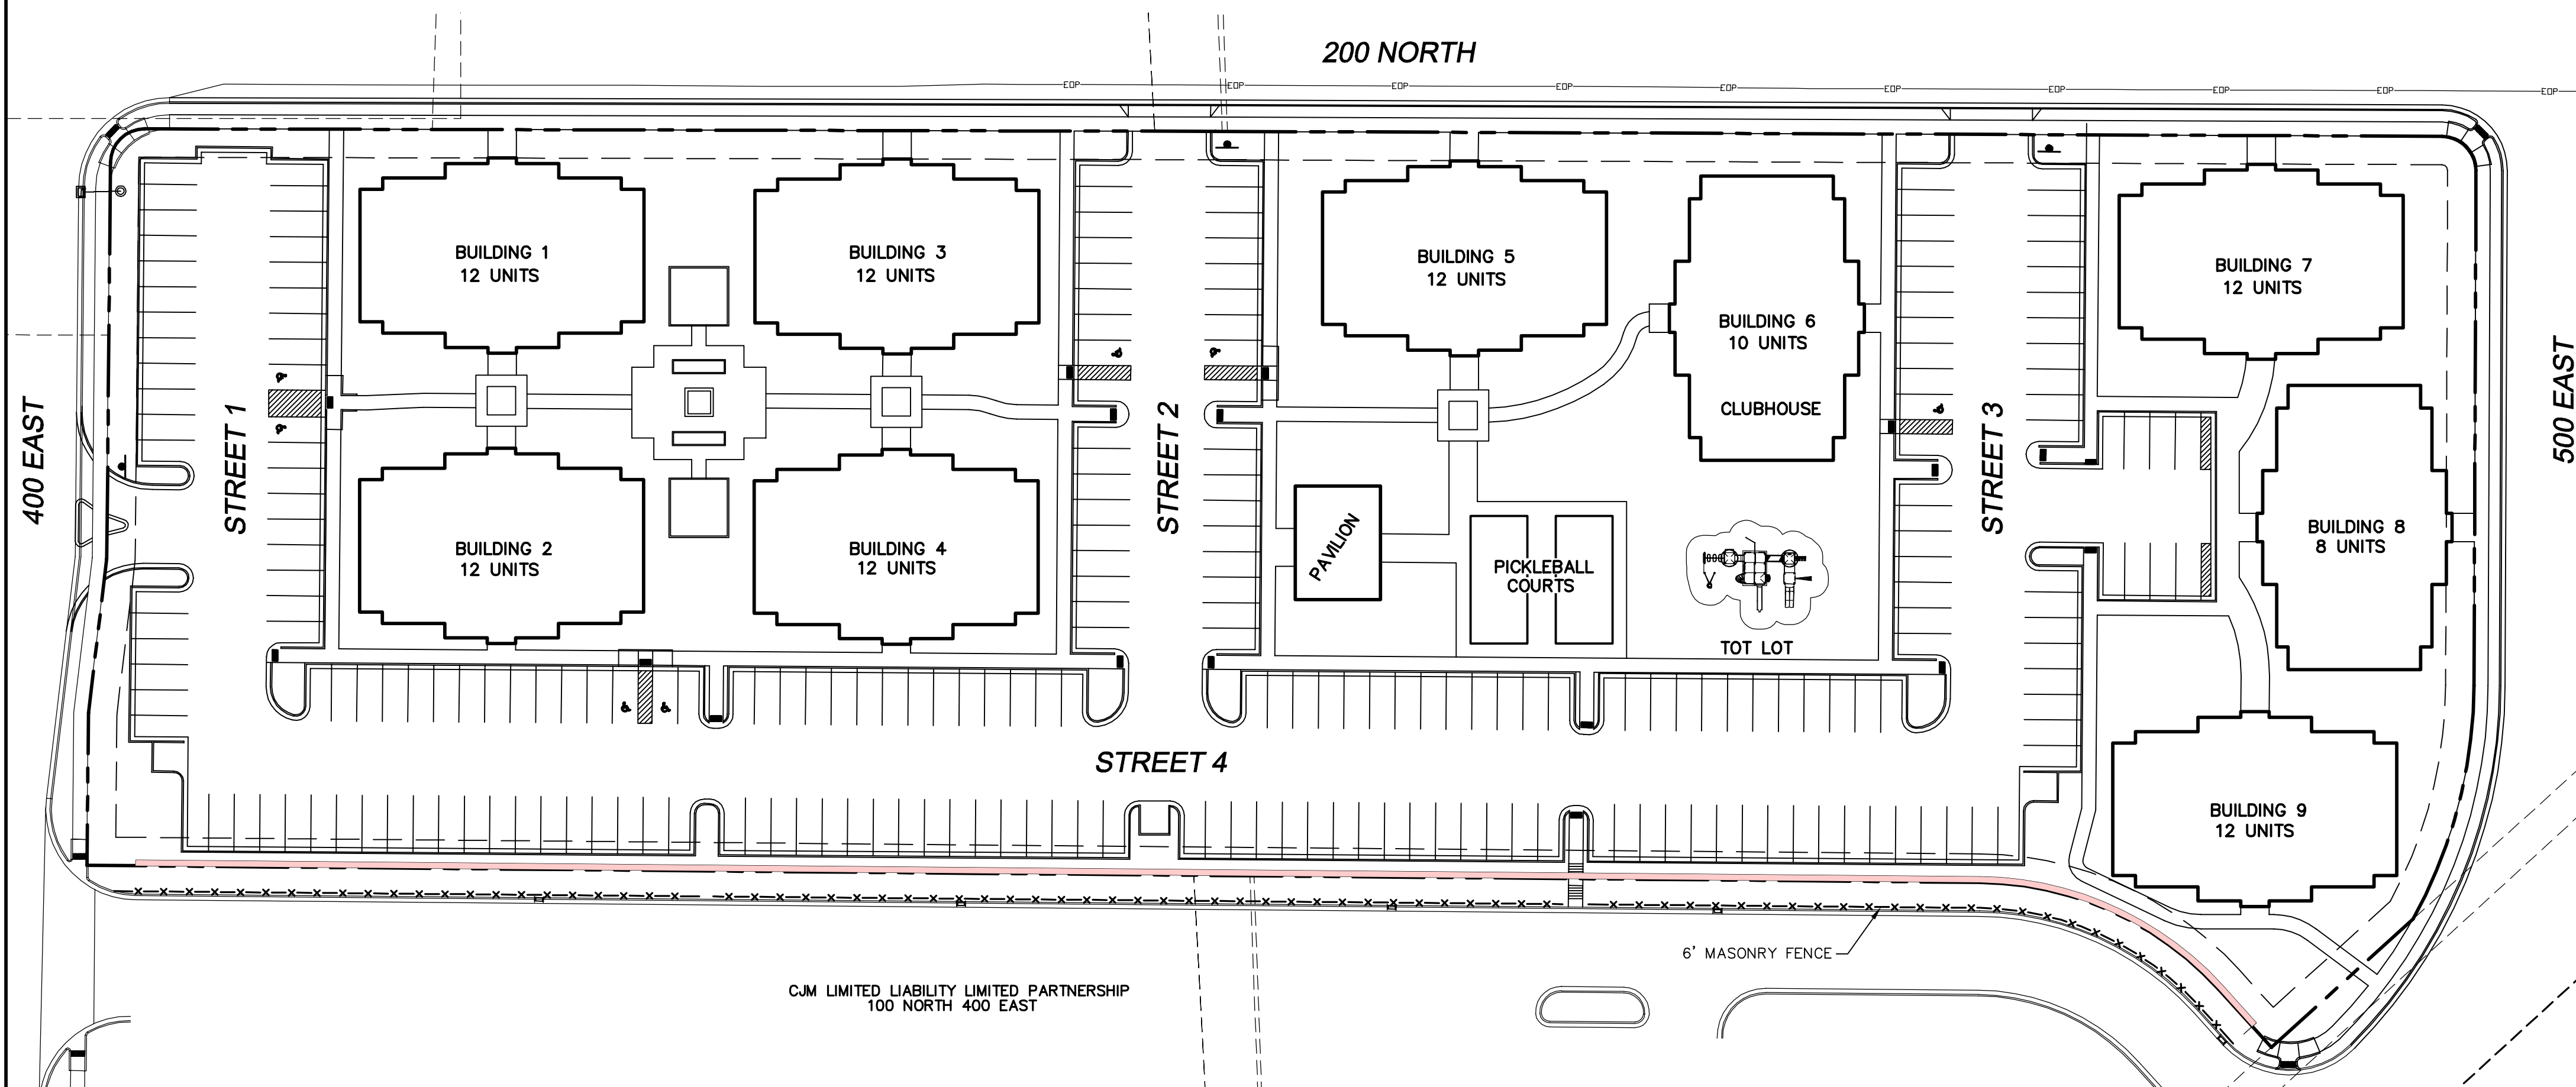 200 NORTH
EOP EOP EOP EOP EOP EOP EOP EOP EOP EOP
BUILDING 1
12 UNITS
BUILDING 3
12 UNITS
BUILDING 5
12 UNITS
BUILDING 6
10 UNITS
CLUBHOUSE
BUILDING 7
12 UNITS
400 EAST
STREET 1
STREET 2
STREET 3
500 EAST
BUILDING 2
12 UNITS
BUILDING 4
12 UNITS
PAVILION
PICKLEBALL
COURTS
TOT LOT
BUILDING 8
8 UNITS
STREET 4
BUILDING 9
12 UNITS
6' MASONRY FENCE
CJM LIMITED LIABILITY LIMITED PARTNERSHIP
100 NORTH 400 EAST